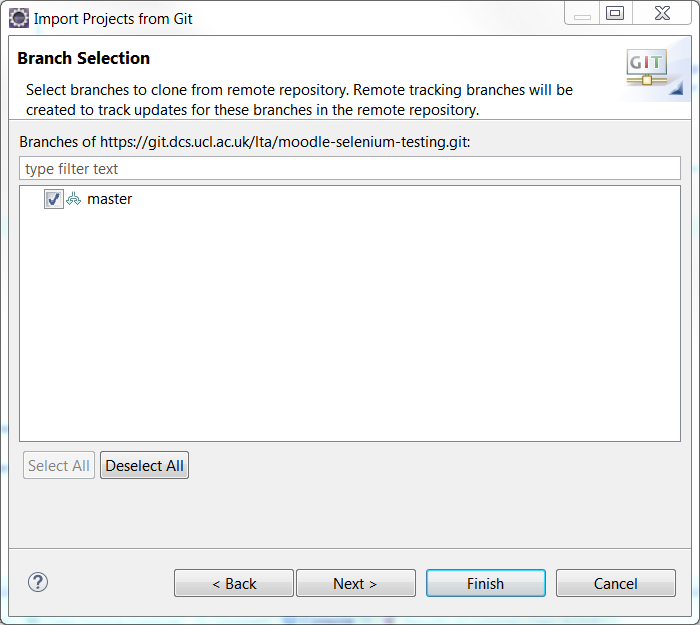 Import Projects from Git
Branch Selection
GIT
Select branches to clone from remote repository. Remote tracking branches will be
created to track updates for these branches in the remote repository.
Branches of https://git.dcs.ucl.ac.uk/lta/moodle-selenium-testing.git:
type filter text
master
Select All
Deselect All
?
< Back
Next >
Finish
Cancel